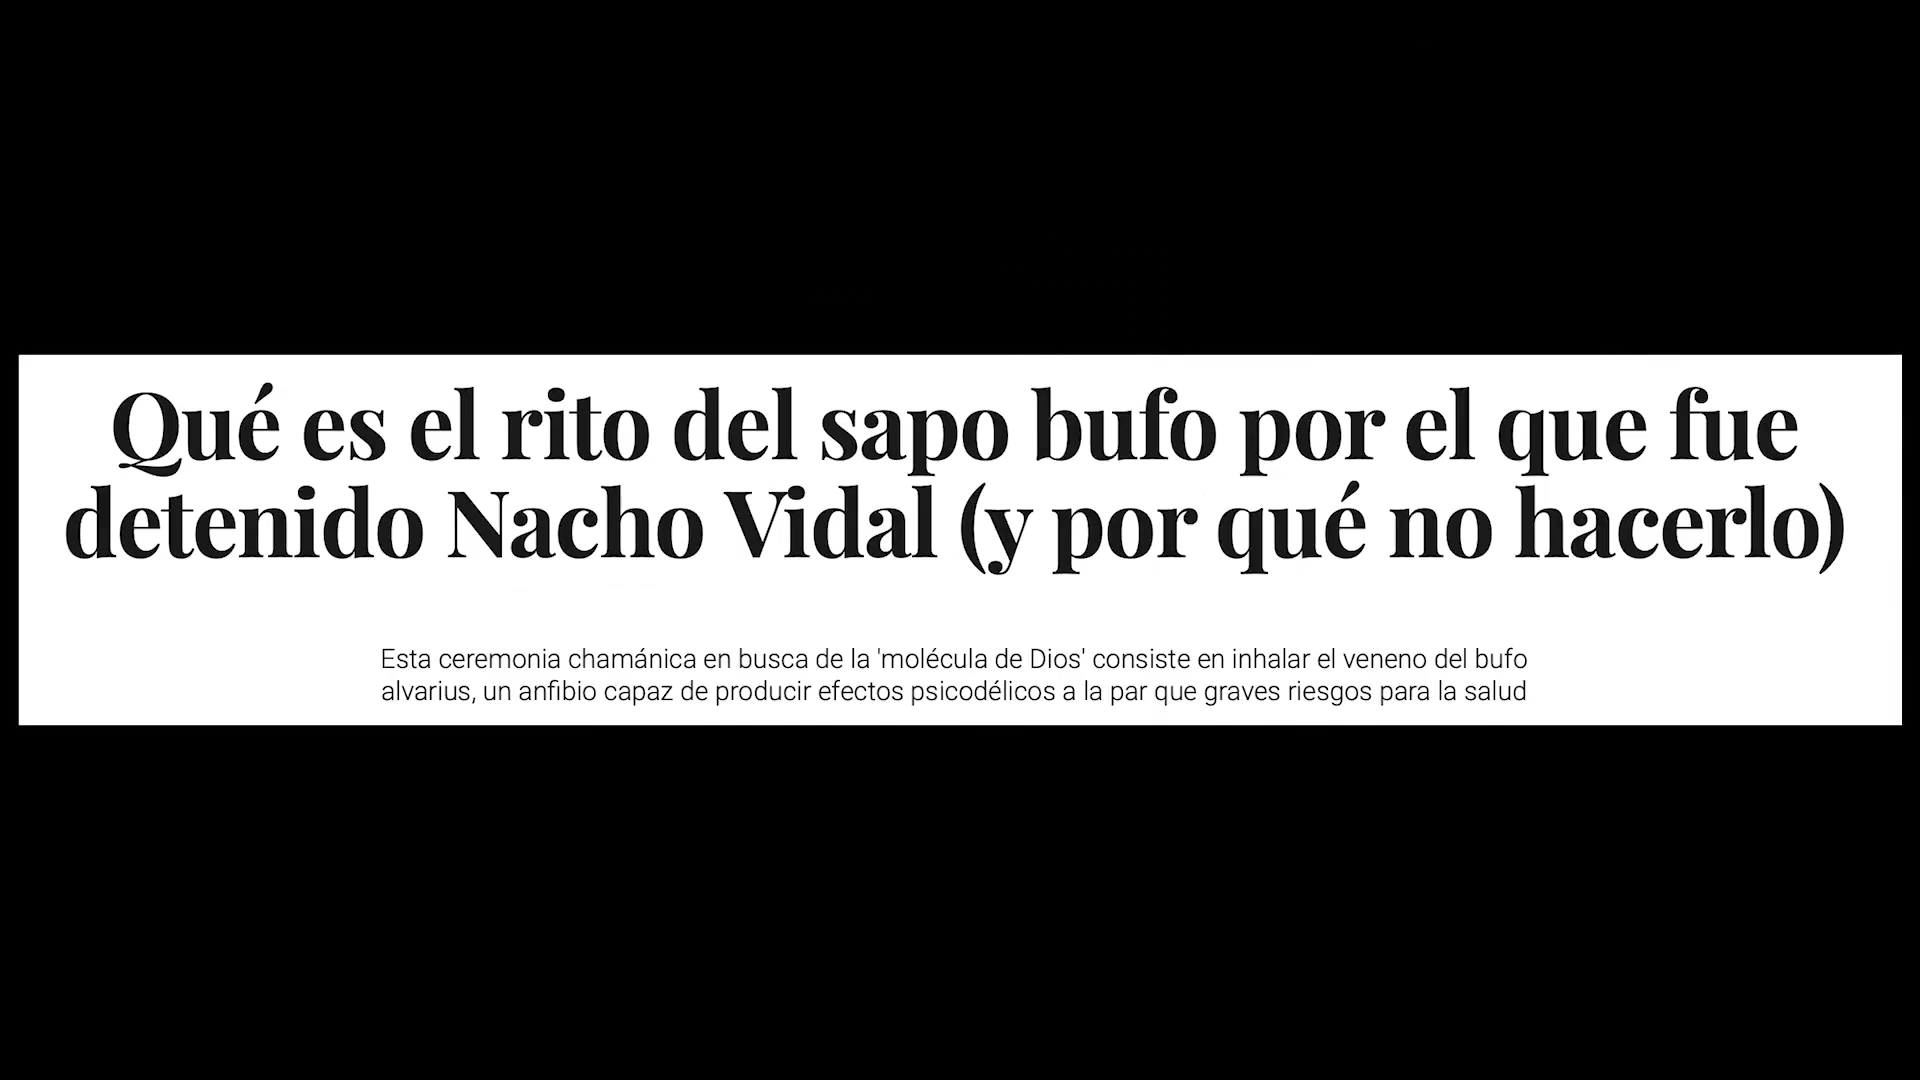 Qué es el rito del sapo bufo por el que fue
detenido Nacho Vidal (y por qué no hacerlo)
Esta ceremonia chamánica en busca de la 'molécula de Dios' consiste en inhalar el veneno del bufo
alvarius, un anfibio capaz de producir efectos psicodélicos a la par que graves riesgos para la salud